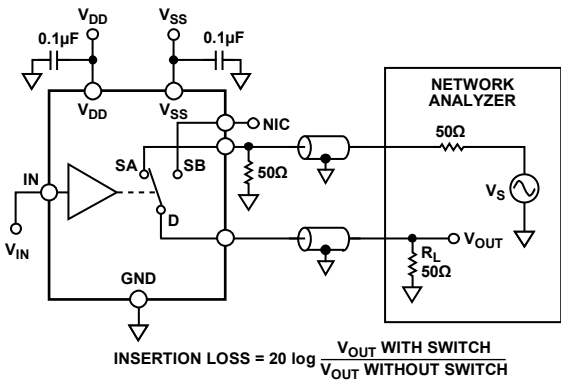 VDD
VSS
0.1µF
0.1µF
VDD
VSS
NIC
NETWORK
ANALYZER
SA
SB
50Ω
50Ω
IN
VS
D
VIN
VOUT
RL
50Ω
GND
INSERTION LOSS = 20 log VOUT WITH SWITCH
VOUT WITHOUT SWITCH